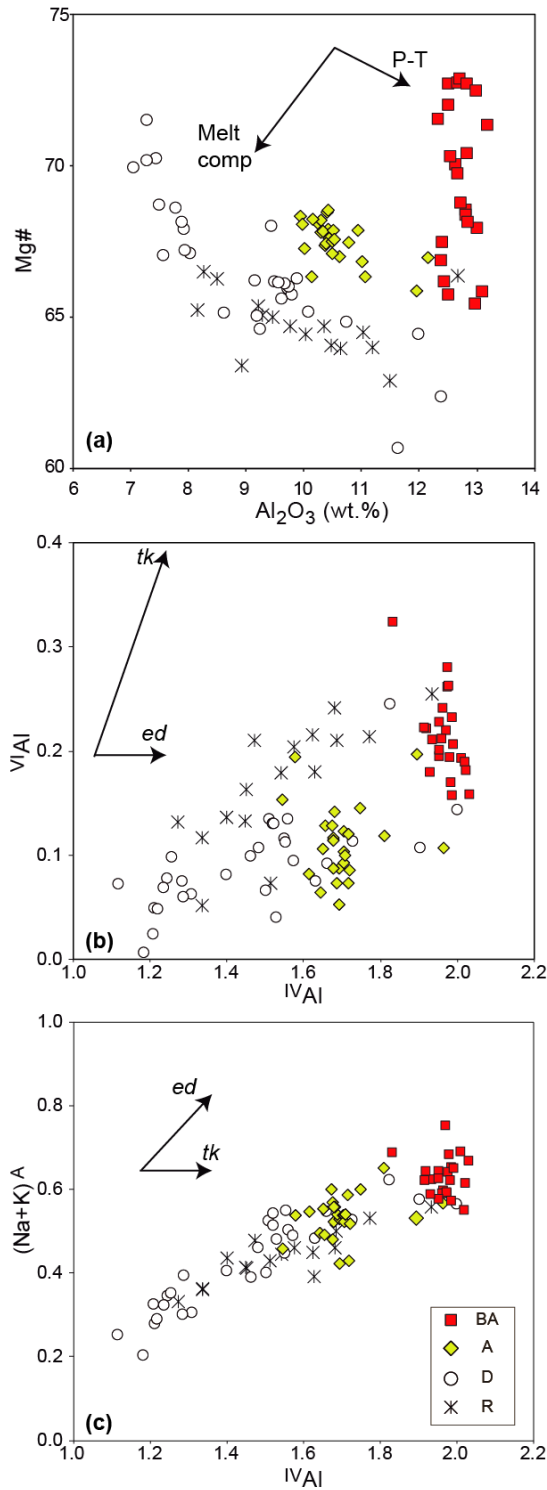 75
70
65
60
Mg#
P-T
Melt
comp
(a)
6 7 8 9 10 11 12 13 14
Al₂O₃ (wt.%)
0.4
0.3
0.2
0.1
0.0
ⱽᴵAl
tk
ed
(b)
1.0 1.2 1.4 1.6 1.8 2.0 2.2
ᴵⱽAl
1.0
0.8
0.6
0.4
0.2
0.0
(Na+K)ᴬ
ed
tk
BA
A
D
R
(c)
1.0 1.2 1.4 1.6 1.8 2.0 2.2
ᴵⱽAl